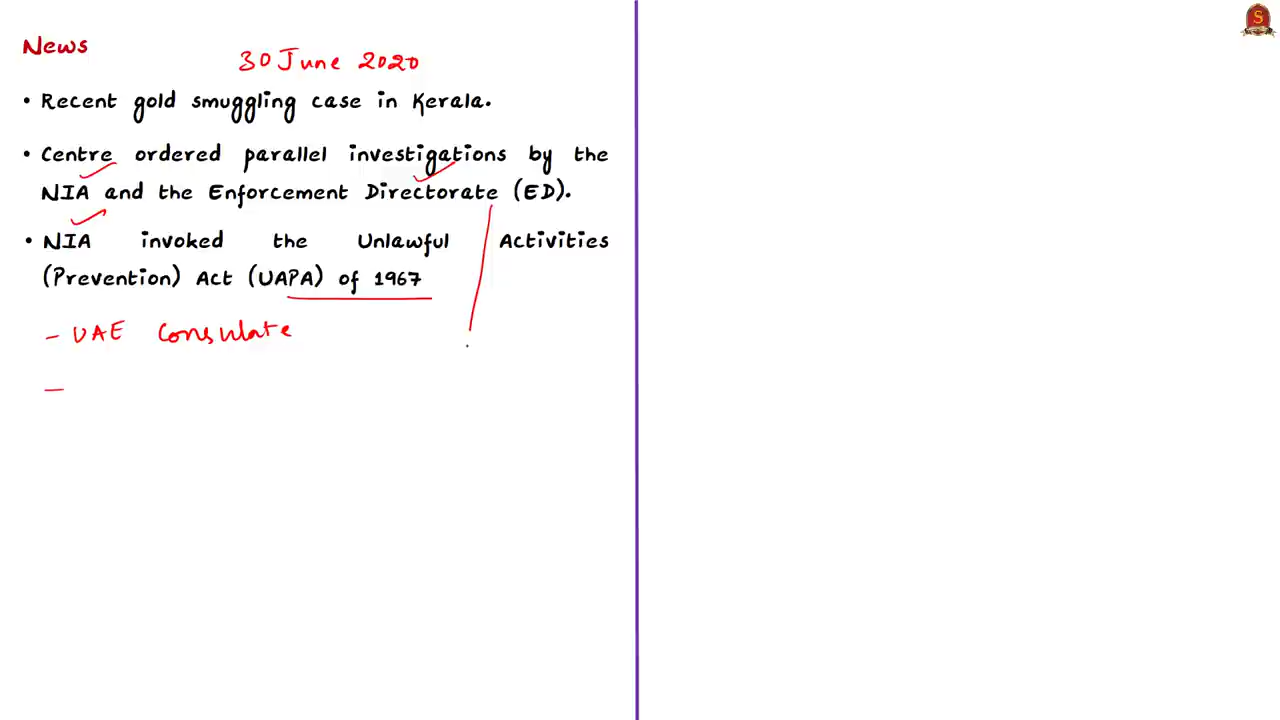 News
30 June 2020
• Recent gold smuggling case in Kerala.
• Centre ordered parallel investigations by the
NIA and the Enforcement Directorate (ED).
• NIA invoked the Unlawful Activities
(Prevention) Act (UAPA) of 1967
- UAE Consulate
-
S